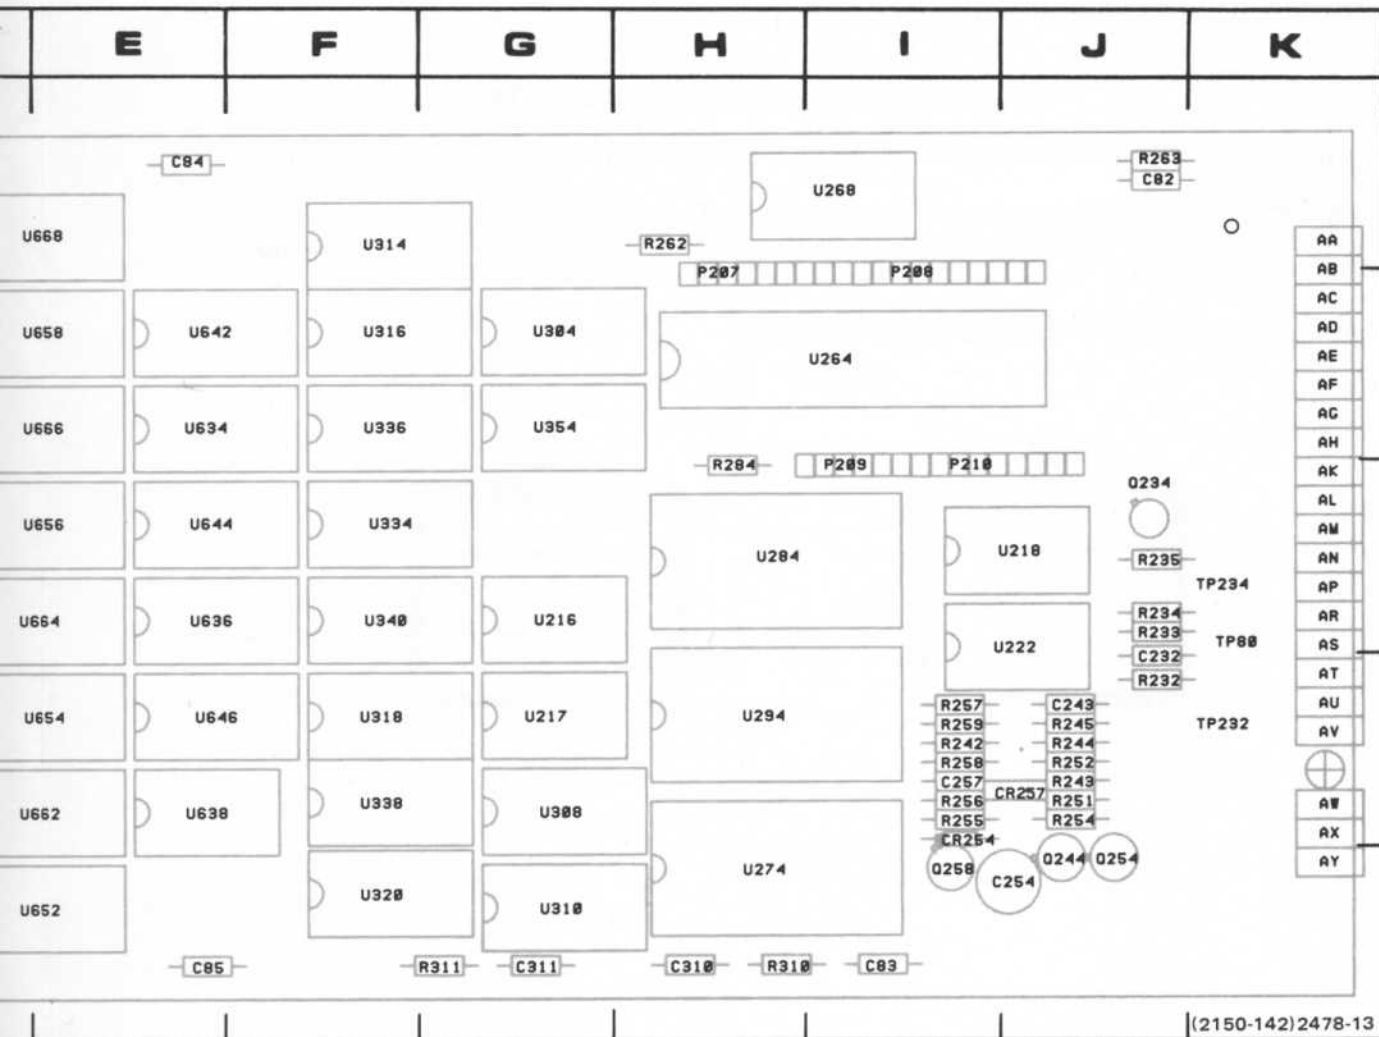 E F G H I J K
C84 R263
C82
U268
U668 U314 R262 AA
P207 P208 AB
AC
U658 U642 U316 U304 AD
U264 AE
AF
AG
U666 U634 U336 U354 AH
R284 P209 P210 AK
Q234
AL
U656 U644 U334 AM
U284 U218 R235 AN
TP234 AP
U664 U636 U340 U216 R234 AR
R233
TP80 AS
U222 C232
R232 AT
R257 C243 AU
U654 U646 U318 U217 U294 R259 R245 TP232 AV
R242 R244
R258 R252
C257 R243
CR257
U338 R256 R251 AW
U662 U638 U308 R255 R254
CR254 AX
U274 Q258 Q244 Q254 AY
C254
U652 U320 U310
C85 R311 C311 C310 R310 C83
(2150-142)2478-13